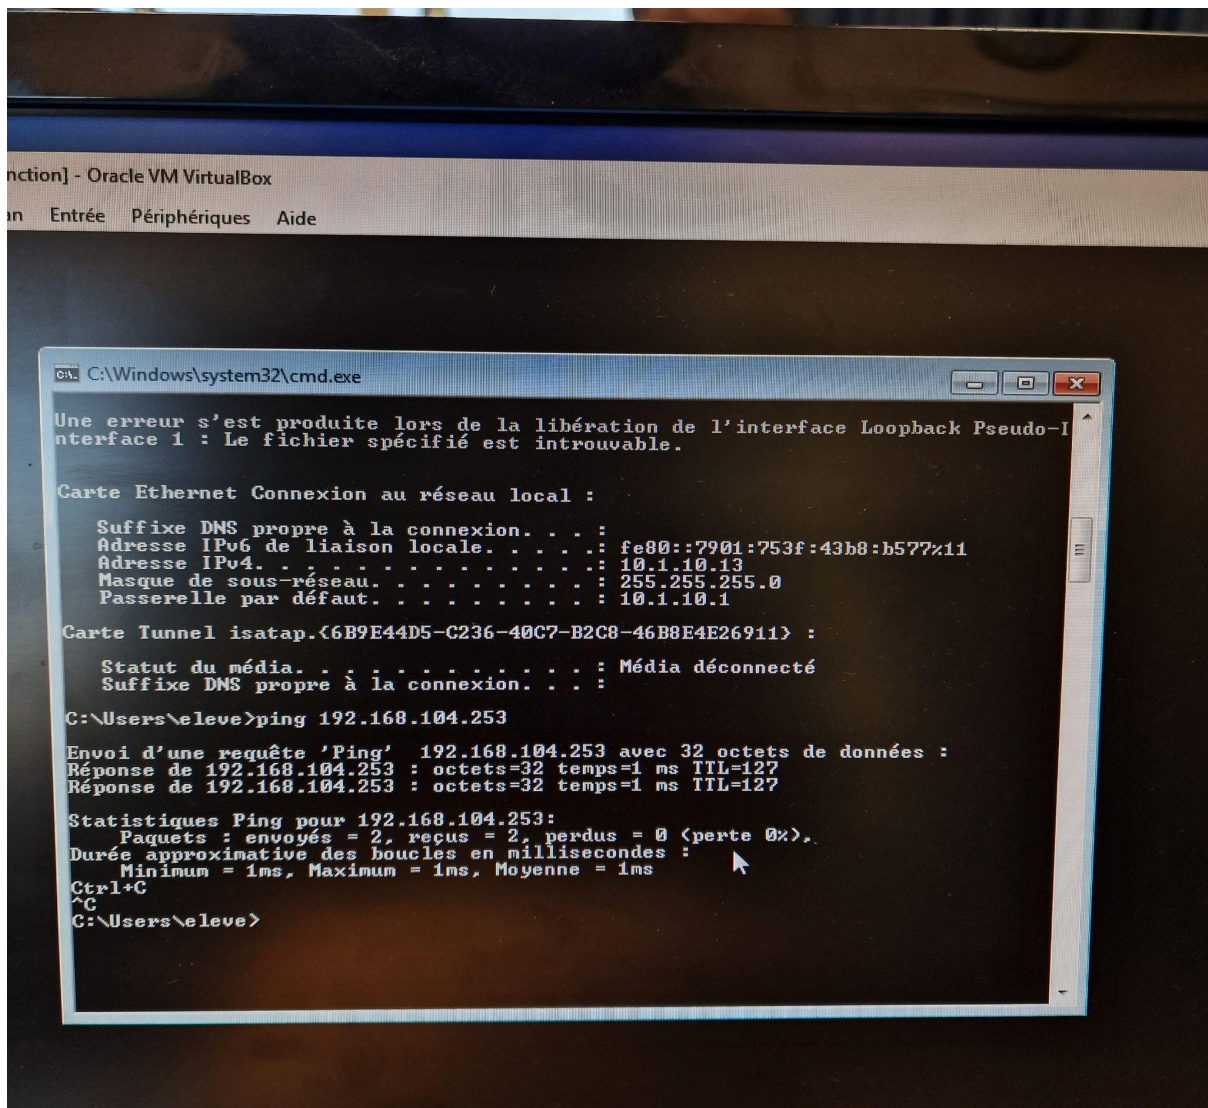 nction] - Oracle VM VirtualBox
an Entrée Périphériques Aide
C:\Windows\system32\cmd.exe
Une erreur s'est produite lors de la libération de l'interface Loopback Pseudo-I
nterface 1 : Le fichier spécifié est introuvable.
Carte Ethernet Connexion au réseau local :
Suffixe DNS propre à la connexion. . . :
Adresse IPv6 de liaison locale. . . . .: fe80::7901:753f:43b8:b577%11
Adresse IPv4. . . . . . . . . . . . . .: 10.1.10.13
Masque de sous-réseau. . . . . . . . . : 255.255.255.0
Passerelle par défaut. . . . . . . . . : 10.1.10.1
Carte Tunnel isatap.{6B9E44D5-C236-40C7-B2C8-46B8E4E26911} :
Statut du média. . . . . . . . . . . . : Média déconnecté
Suffixe DNS propre à la connexion. . . :
C:\Users\eleve>ping 192.168.104.253
Envoi d'une requête 'Ping'  192.168.104.253 avec 32 octets de données :
Réponse de 192.168.104.253 : octets=32 temps=1 ms TTL=127
Réponse de 192.168.104.253 : octets=32 temps=1 ms TTL=127
Statistiques Ping pour 192.168.104.253:
Paquets : envoyés = 2, reçus = 2, perdus = 0 (perte 0%),
Durée approximative des boucles en millisecondes :
Minimum = 1ms, Maximum = 1ms, Moyenne = 1ms
Ctrl+C
^C
C:\Users\eleve>